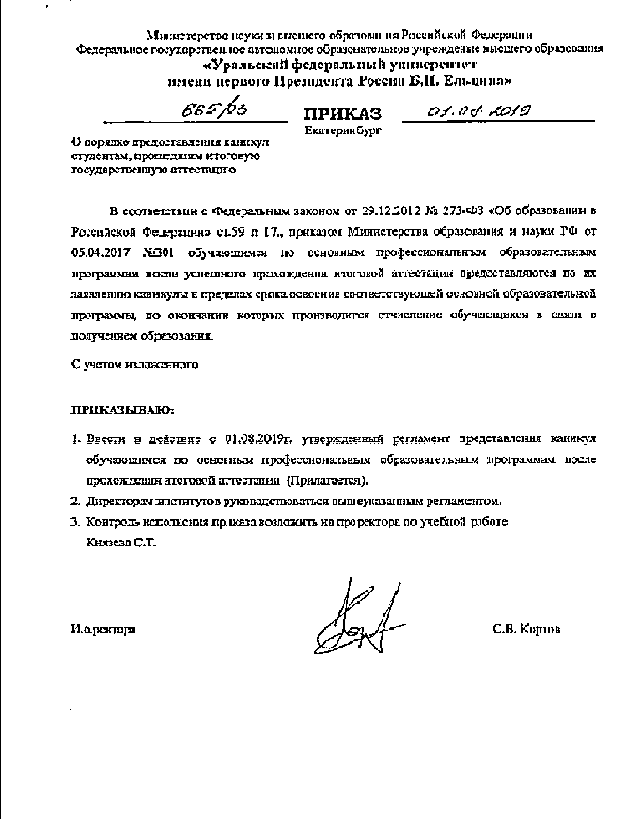 Министерство науки и высшего образования Российской Федерации
Федеральное государственное автономное образовательное учреждение высшего образования
«Уральский федеральный университет
имени первого Президента России Б.Н. Ельцина»
ПРИКАЗ 01.08.2019
Екатеринбург
О порядке предоставления каникул
студентам, прошедшим итоговую
государственную аттестацию
В соответствии с Федеральным законом от 29.12.2012 № 273-ФЗ «Об образовании в
Российской Федерации» ст.59 п 17., приказом Министерства образования и науки РФ от
05.04.2017 №301 обучающимся по основным профессиональным образовательным
программам после успешного прохождения итоговой аттестации предоставляются по их
заявлению каникулы в пределах срока освоения соответствующей основной образовательной
программы, по окончании которых производится отчисление обучающихся в связи с
получением образования.
С учетом изложенного
ПРИКАЗЫВАЮ:
1. Ввести в действие с 01.08.2019г. утвержденный регламент представления каникул
обучающимся по основным профессиональным образовательным программам после
прохождения итоговой аттестации (Прилагается).
2. Директорам институтов руководствоваться вышеуказанным регламентом.
3. Контроль исполнения приказа возложить на проректора по учебной работе
Князева С.Т.
И.о.ректора С.В. Кортов